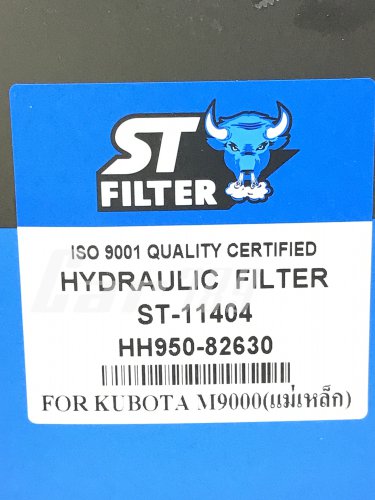 ST
FILTER
ISO 9001 QUALITY CERTIFIED
HYDRAULIC FILTER
ST-11404
HH950-82630
FOR KUBOTA M9000(แม่เหล็ก)